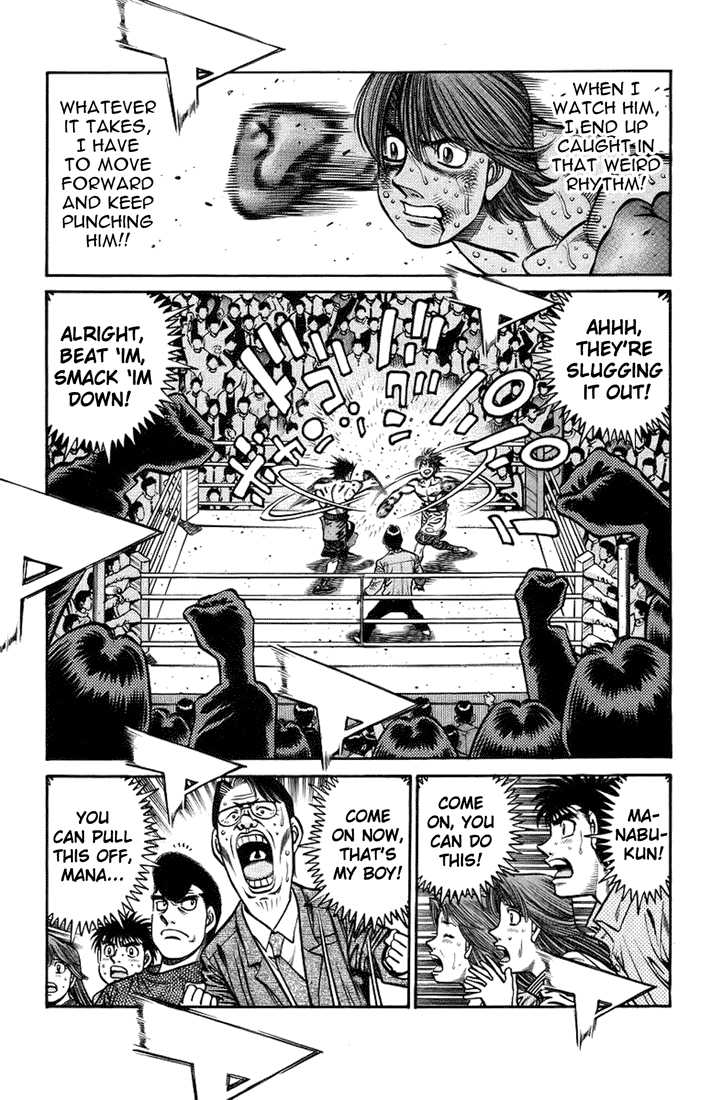 WHEN I
WATCH HIM,
I END UP
CAUGHT IN
THAT WEIRD
RHYTHM!
WHATEVER
IT TAKES,
I HAVE
TO MOVE
FORWARD
AND KEEP
PUNCHING
HIM!!
AHHH,
THEY'RE
SLUGGING
IT OUT!
ALRIGHT,
BEAT 'IM,
SMACK 'IM
DOWN!
MA-
NABU-
KUN!
COME
ON, YOU
CAN DO
THIS!
COME
ON NOW,
THAT'S
MY BOY!
YOU
CAN PULL
THIS OFF,
MANA...